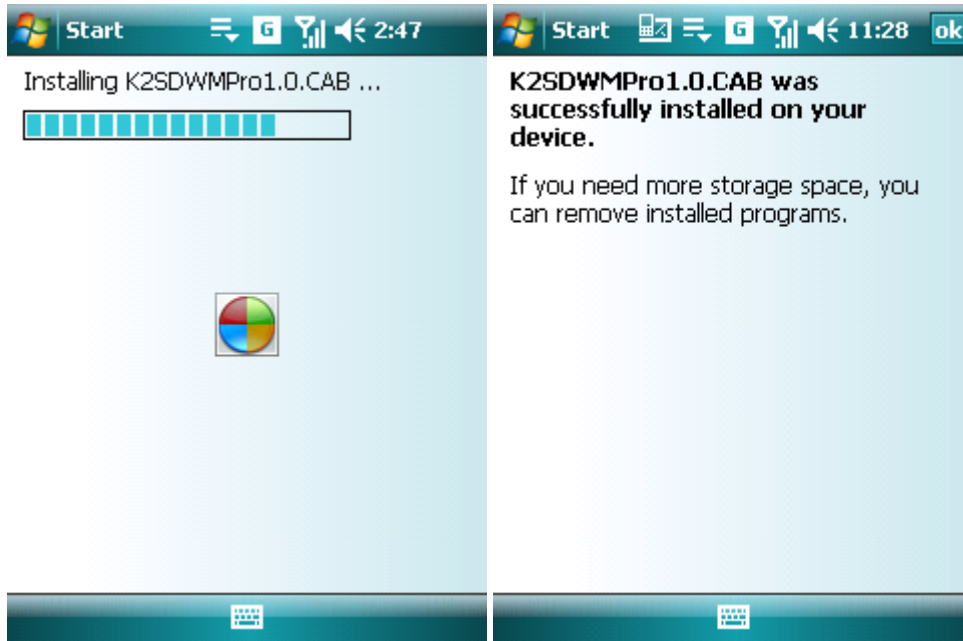 Start G 2:47
Installing K2SDWMPro1.0.CAB ...
Start G 11:28 ok
K2SDWMPro1.0.CAB was
successfully installed on your
device.
If you need more storage space, you
can remove installed programs.